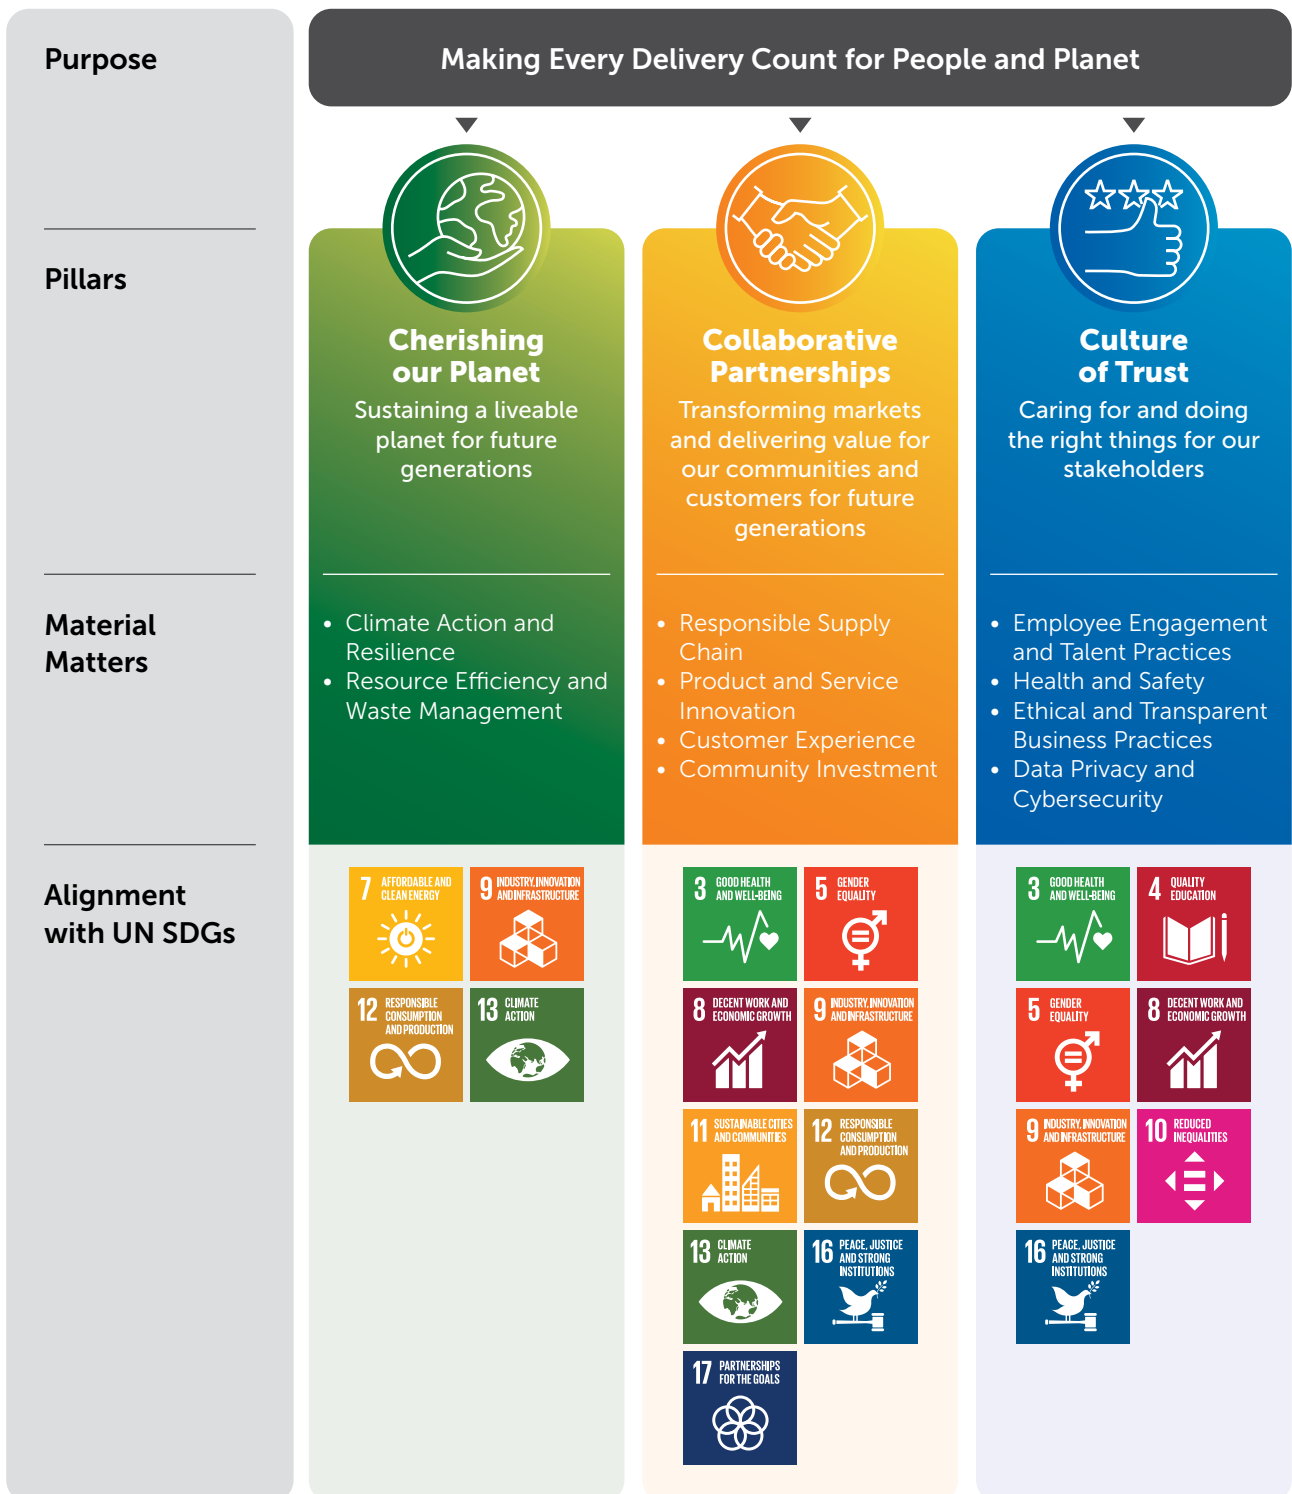 Purpose
Making Every Delivery Count for People and Planet
Pillars
Cherishing
our Planet
Sustaining a liveable
planet for future
generations
Collaborative
Partnerships
Transforming markets
and delivering value for
our communities and
customers for future
generations
Culture
of Trust
Caring for and doing
the right things for our
stakeholders
Material
Matters
• Climate Action and
Resilience
• Resource Efficiency and
Waste Management
• Responsible Supply
Chain
• Product and Service
Innovation
• Customer Experience
• Community Investment
• Employee Engagement
and Talent Practices
• Health and Safety
• Ethical and Transparent
Business Practices
• Data Privacy and
Cybersecurity
Alignment
with UN SDGs
7 AFFORDABLE AND
CLEAN ENERGY
9 INDUSTRY, INNOVATION
AND INFRASTRUCTURE
12 RESPONSIBLE
CONSUMPTION
AND PRODUCTION
13 CLIMATE
ACTION
3 GOOD HEALTH
AND WELL-BEING
5 GENDER
EQUALITY
8 DECENT WORK AND
ECONOMIC GROWTH
9 INDUSTRY, INNOVATION
AND INFRASTRUCTURE
11 SUSTAINABLE CITIES
AND COMMUNITIES
12 RESPONSIBLE
CONSUMPTION
AND PRODUCTION
13 CLIMATE
ACTION
16 PEACE, JUSTICE
AND STRONG
INSTITUTIONS
17 PARTNERSHIPS
FOR THE GOALS
3 GOOD HEALTH
AND WELL-BEING
4 QUALITY
EDUCATION
5 GENDER
EQUALITY
8 DECENT WORK AND
ECONOMIC GROWTH
9 INDUSTRY, INNOVATION
AND INFRASTRUCTURE
10 REDUCED
INEQUALITIES
16 PEACE, JUSTICE
AND STRONG
INSTITUTIONS